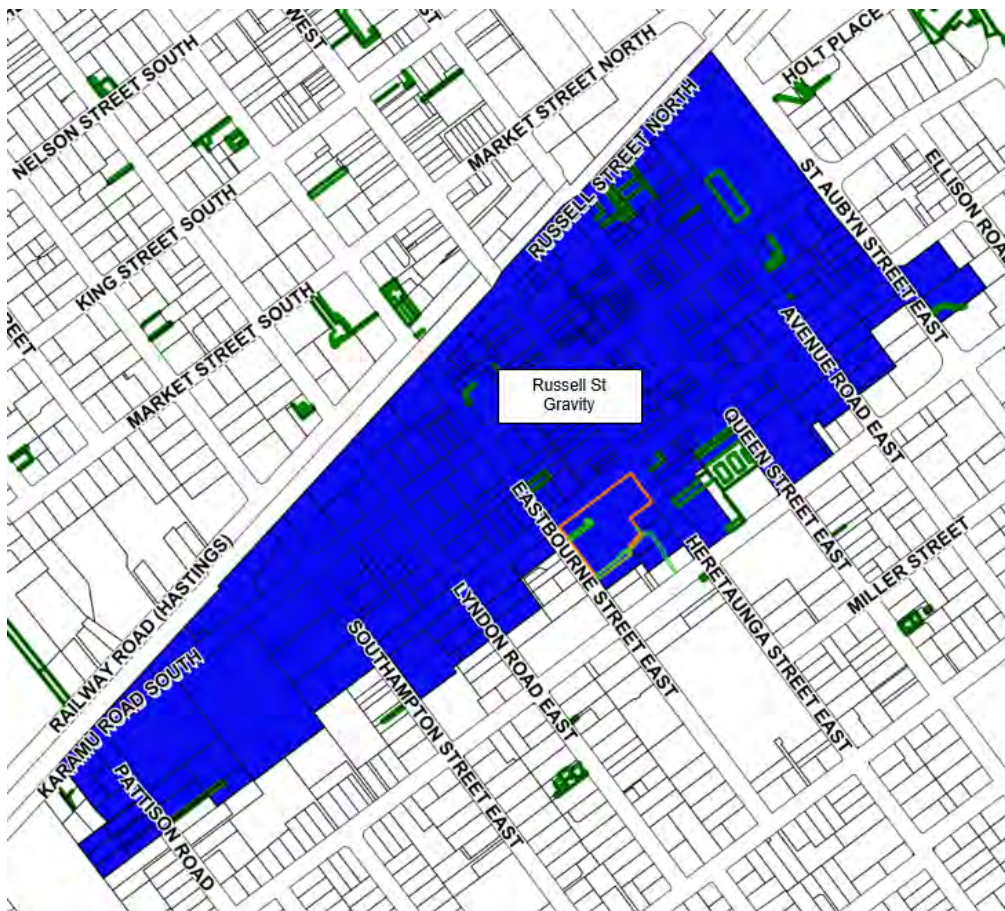 WEST
ST
HOLT PLACE
NELSON STREET SOUTH
MARKET STREET NORTH
RUSSELL STREET NORTH
ELLISON ROAD
ST AUBYN STREET EAST
KING STREET SOUTH
MARKET STREET SOUTH
AVENUE ROAD EAST
Russell St
Gravity
QUEEN STREET EAST
EASTBOURNE STREET EAST
HERETAUNGA STREET EAST
MILLER STREET
RAILWAY ROAD (HASTINGS)
LYNDON ROAD EAST
SOUTHAMPTON STREET EAST
KARAMU ROAD SOUTH
PATTISON ROAD